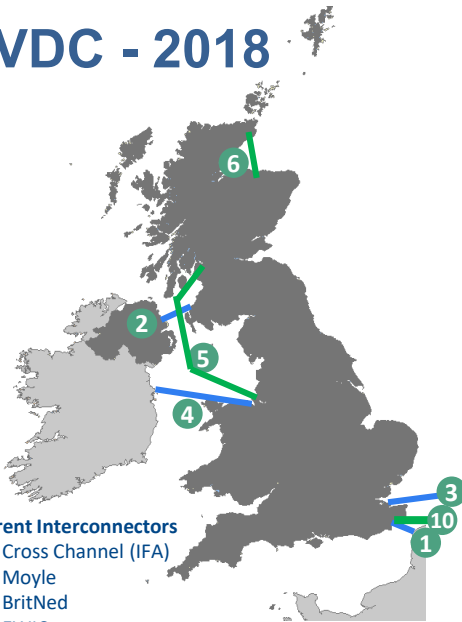 VDC - 2018
6
2
5
4
3
10
1
rent Interconnectors
Cross Channel (IFA)
Moyle
BritNed